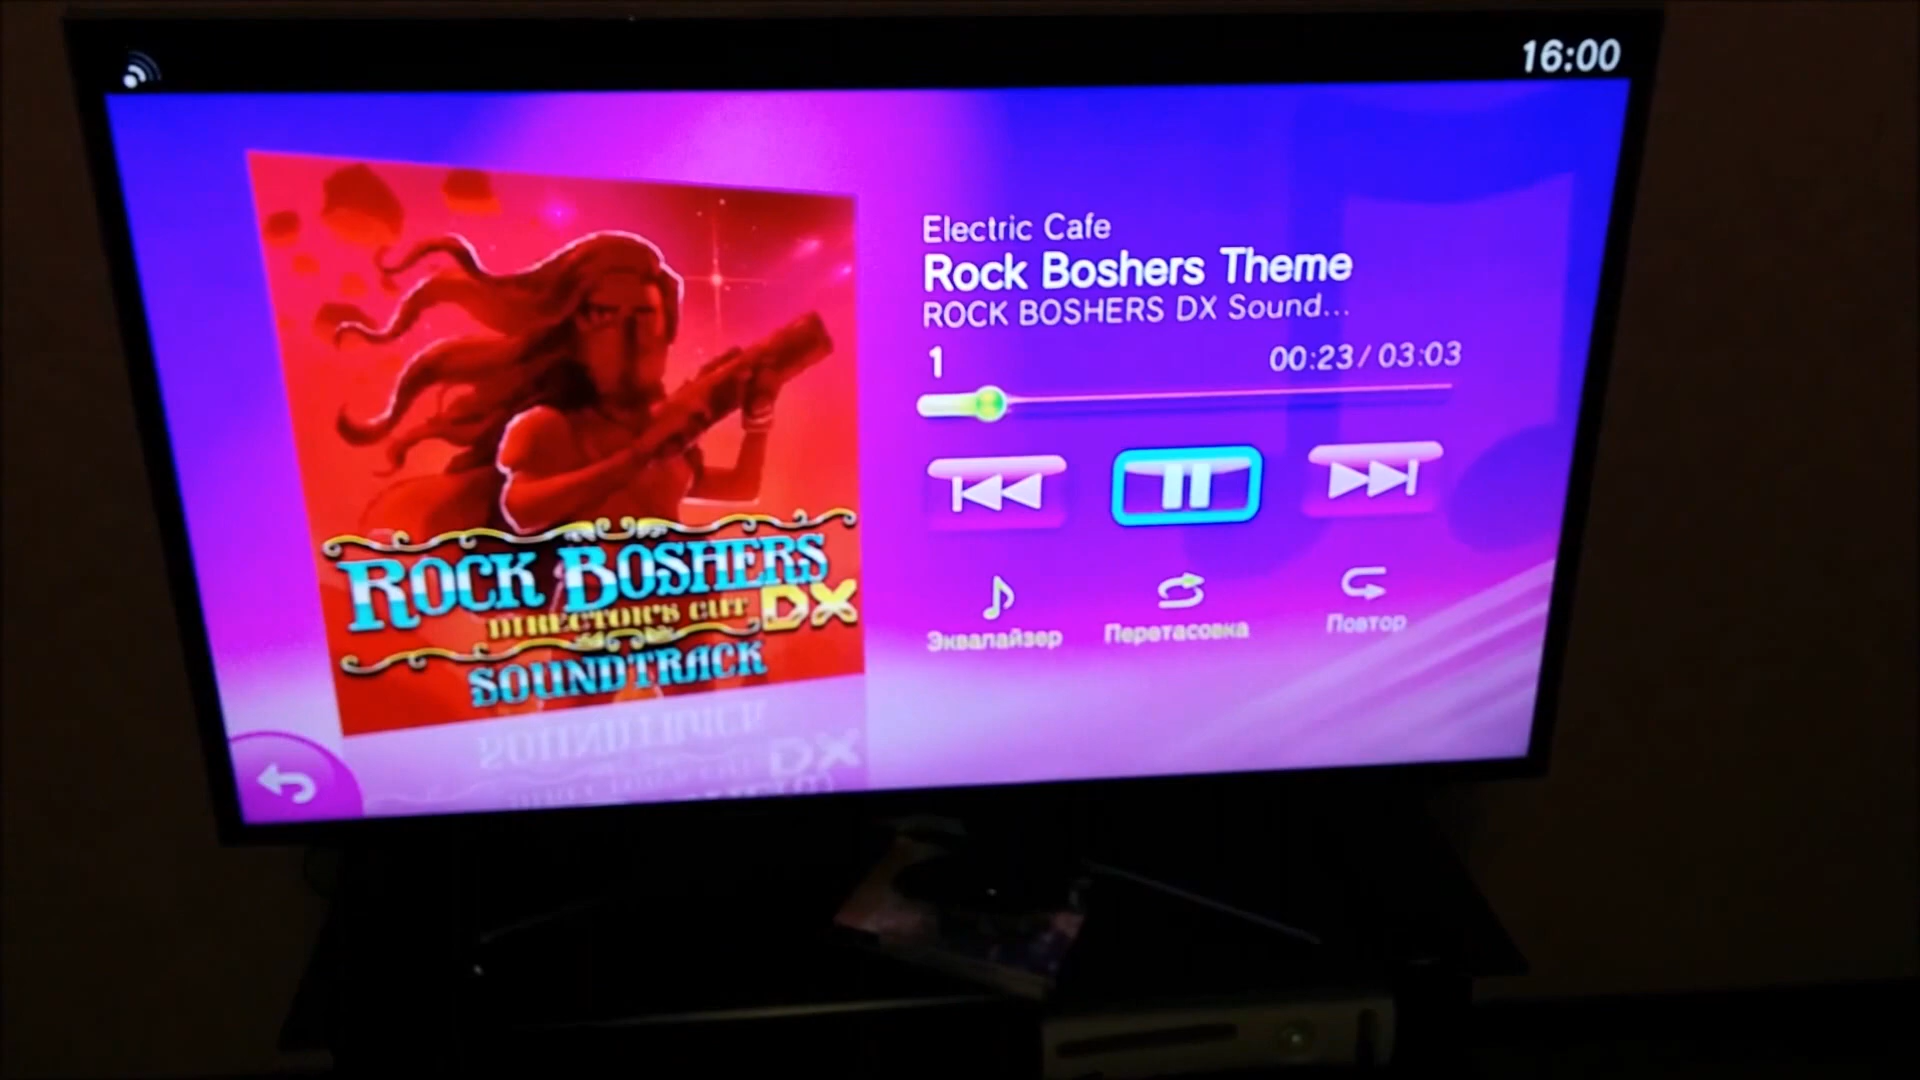 16:00
Electric Cafe
Rock Boshers Theme
ROCK BOSHERS DX Sound...
1
00:23/03:03
Эквалайзер
Перетасовка
Повтор
ROCK BOSHERS
DIRECTOR'S CUT DX
SOUNDTRACK